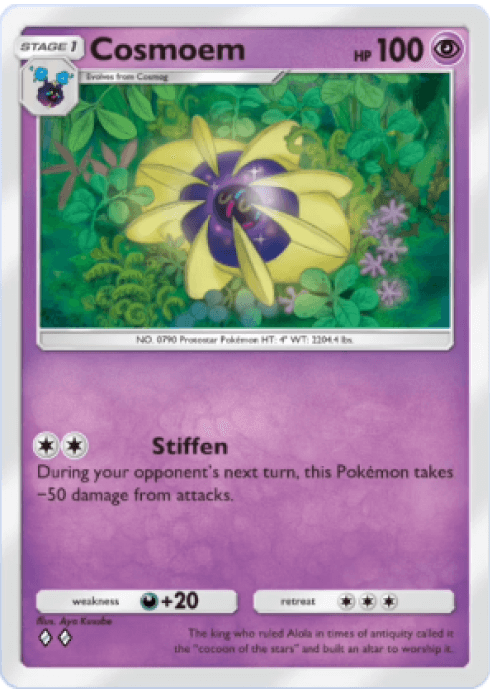 STAGE 1 Cosmoem HP 100
Evolves from Cosmog
NO. 0790 Protostar Pokémon HT: 4" WT: 2204.4 lbs.
Stiffen
During your opponent's next turn, this Pokémon takes
−50 damage from attacks.
weakness +20 retreat
Illus. Aya Kusube
The king who ruled Alola in times of antiquity called it
the "cocoon of the stars" and built an altar to worship it.